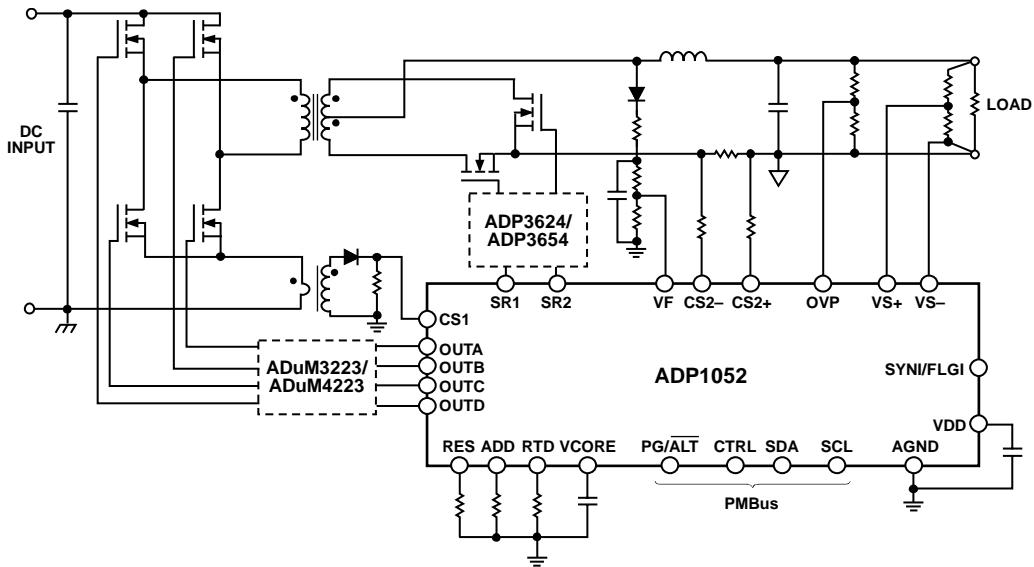 DC
INPUT
LOAD
ADP3624/
ADP3654
SR1
SR2
VF
CS2–
CS2+
OVP
VS+
VS–
CS1
OUTA
OUTB
OUTC
OUTD
ADuM3223/
ADuM4223
ADP1052
SYNI/FLGI
VDD
RES
ADD
RTD
VCORE
PG/ALT
CTRL
SDA
SCL
AGND
PMBus